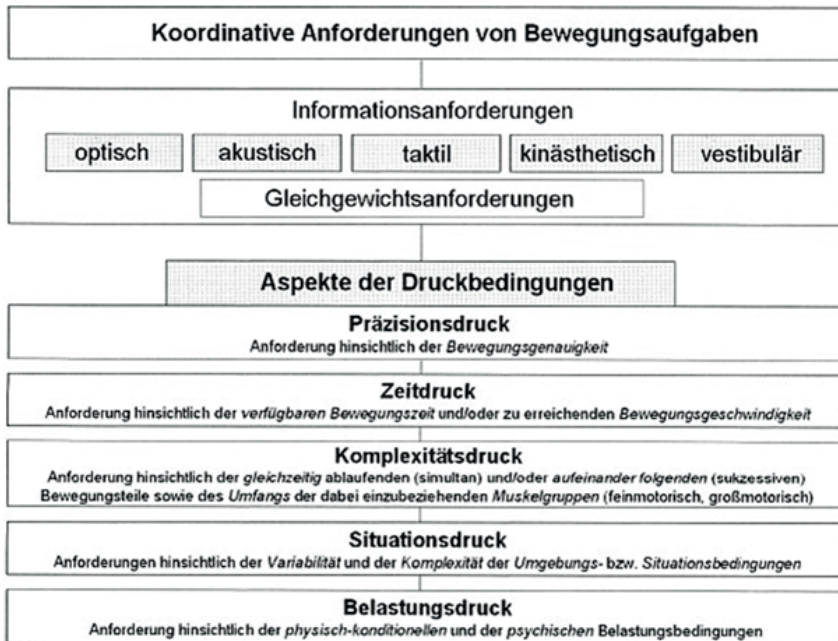 Koordinative Anforderungen von Bewegungsaufgaben
Informationsanforderungen
optisch
akustisch
taktil
kinästhetisch
vestibulär
Gleichgewichtsanforderungen
Aspekte der Druckbedingungen
Präzisionsdruck
Anforderung hinsichtlich der Bewegungsgenauigkeit
Zeitdruck
Anforderung hinsichtlich der verfügbaren Bewegungszeit und/oder zu erreichenden Bewegungsgeschwindigkeit
Komplexitätsdruck
Anforderung hinsichtlich der gleichzeitig ablaufenden (simultan) und/oder aufeinander folgenden (sukzessiven)
Bewegungsteile sowie des Umfangs der dabei einzubeziehenden Muskelgruppen (feinmotorisch, großmotorisch)
Situationsdruck
Anforderungen hinsichtlich der Variabilität und der Komplexität der Umgebungs- bzw. Situationsbedingungen
Belastungsdruck
Anforderung hinsichtlich der physisch-konditionellen und der psychischen Belastungsbedingungen